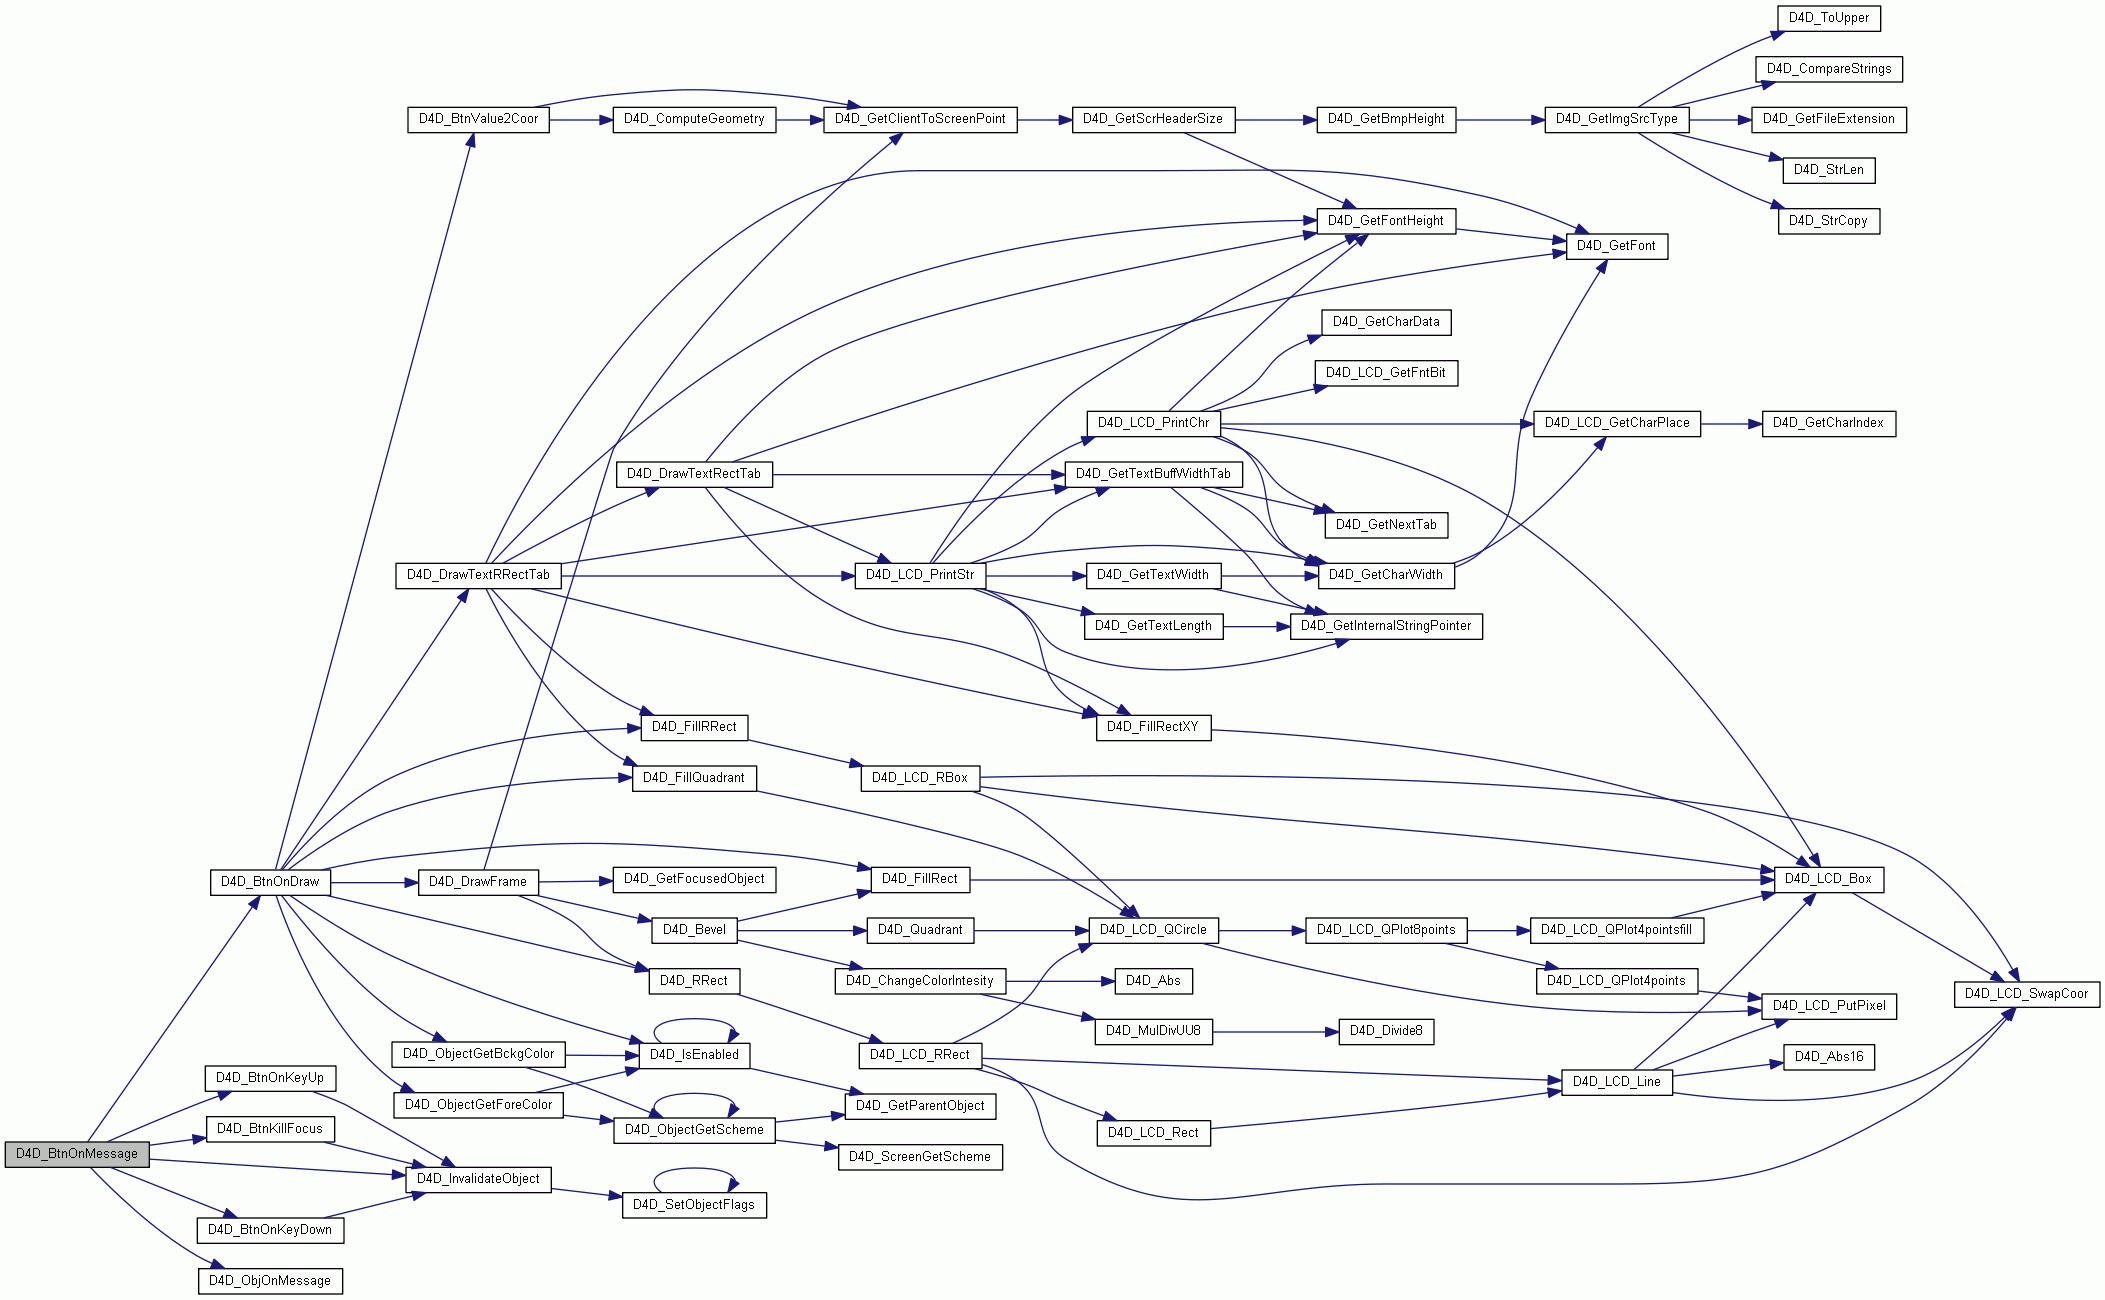 D4D_ToUpper
D4D_CompareStrings
D4D_BtnValue2Coor
D4D_ComputeGeometry
D4D_GetClientToScreenPoint
D4D_GetScrHeaderSize
D4D_GetBmpHeight
D4D_GetImgSrcType
D4D_GetFileExtension
D4D_StrLen
D4D_GetFontHeight
D4D_StrCopy
D4D_GetFont
D4D_GetCharData
D4D_LCD_GetFntBit
D4D_LCD_PrintChr
D4D_LCD_GetCharPlace
D4D_GetCharIndex
D4D_DrawTextRectTab
D4D_GetTextBuffWidthTab
D4D_GetNextTab
D4D_DrawTextRRectTab
D4D_LCD_PrintStr
D4D_GetTextWidth
D4D_GetCharWidth
D4D_GetTextLength
D4D_GetInternalStringPointer
D4D_FillRRect
D4D_FillRectXY
D4D_FillQuadrant
D4D_LCD_RBox
D4D_BtnOnDraw
D4D_DrawFrame
D4D_GetFocusedObject
D4D_FillRect
D4D_LCD_Box
D4D_Bevel
D4D_Quadrant
D4D_LCD_QCircle
D4D_LCD_QPlot8points
D4D_LCD_QPlot4pointsfill
D4D_RRect
D4D_ChangeColorIntesity
D4D_Abs
D4D_LCD_QPlot4points
D4D_LCD_SwapCoor
D4D_LCD_PutPixel
D4D_MulDivUU8
D4D_Divide8
D4D_ObjectGetBckgColor
D4D_IsEnabled
D4D_LCD_RRect
D4D_Abs16
D4D_BtnOnKeyUp
D4D_LCD_Line
D4D_ObjectGetForeColor
D4D_GetParentObject
D4D_BtnKillFocus
D4D_ObjectGetScheme
D4D_LCD_Rect
D4D_BtnOnMessage
D4D_ScreenGetScheme
D4D_InvalidateObject
D4D_SetObjectFlags
D4D_BtnOnKeyDown
D4D_ObjOnMessage